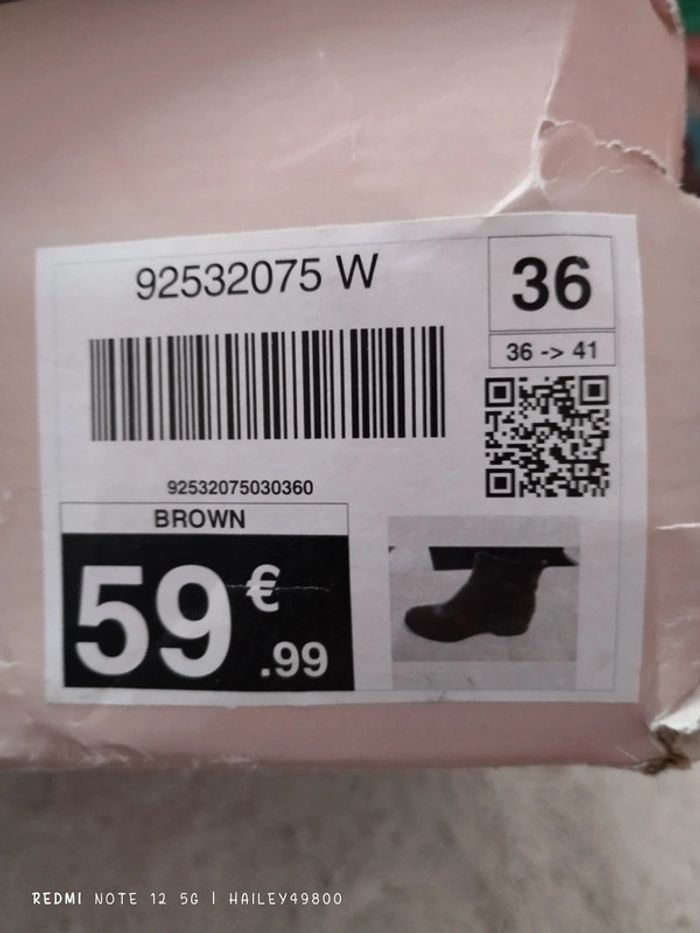 92532075 W
36
36 -> 41
92532075030360
BROWN
59 €
.99
REDMI NOTE 12 5G | HAILEY49800